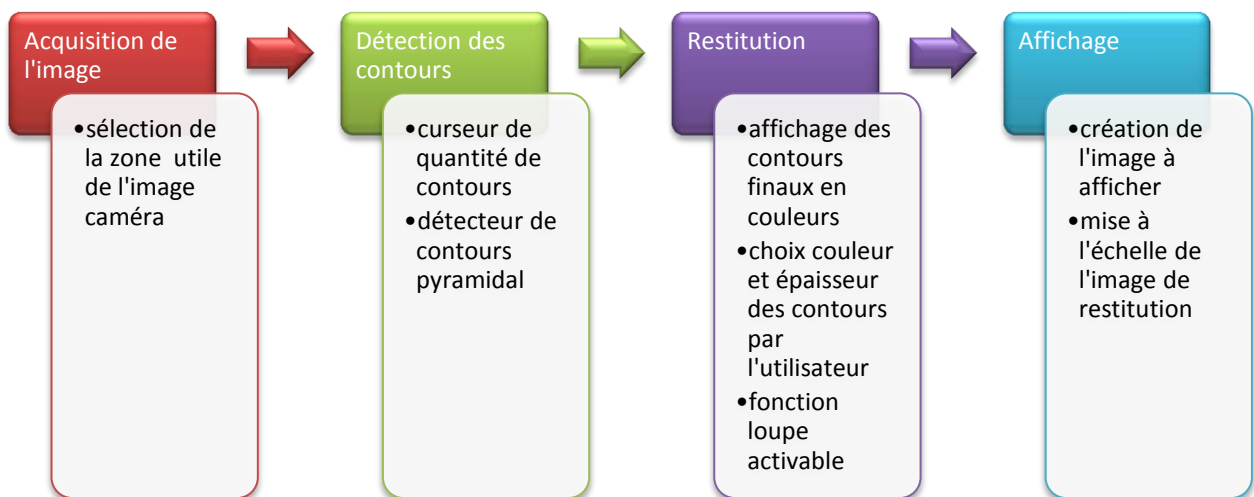 Acquisition de
l'image
•sélection de
la zone utile
de l'image
caméra
Détection des
contours
•curseur de
quantité de
contours
•détecteur de
contours
pyramidal
Restitution
•affichage des
contours
finaux en
couleurs
•choix couleur
et épaisseur
des contours
par
l'utilisateur
•fonction
loupe
activable
Affichage
•création de
l'image à
afficher
•mise à
l'échelle de
l'image de
restitution